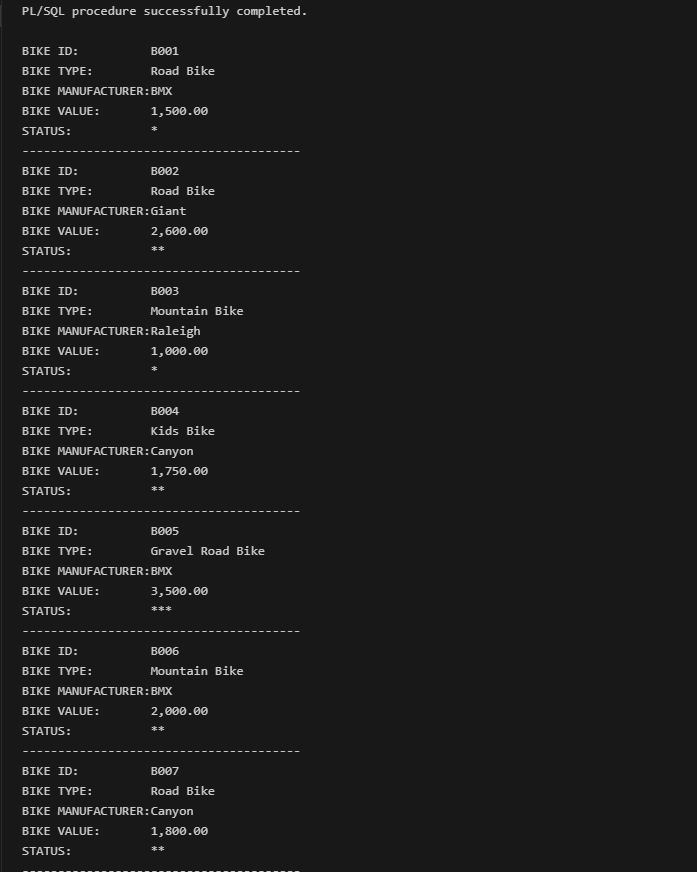 PL/SQL procedure successfully completed.
BIKE ID: B001
BIKE TYPE: Road Bike
BIKE MANUFACTURER:BMX
BIKE VALUE: 1,500.00
STATUS: *
---------------------------------------
BIKE ID: B002
BIKE TYPE: Road Bike
BIKE MANUFACTURER:Giant
BIKE VALUE: 2,600.00
STATUS: **
---------------------------------------
BIKE ID: B003
BIKE TYPE: Mountain Bike
BIKE MANUFACTURER:Raleigh
BIKE VALUE: 1,000.00
STATUS: *
---------------------------------------
BIKE ID: B004
BIKE TYPE: Kids Bike
BIKE MANUFACTURER:Canyon
BIKE VALUE: 1,750.00
STATUS: **
---------------------------------------
BIKE ID: B005
BIKE TYPE: Gravel Road Bike
BIKE MANUFACTURER:BMX
BIKE VALUE: 3,500.00
STATUS: ***
---------------------------------------
BIKE ID: B006
BIKE TYPE: Mountain Bike
BIKE MANUFACTURER:BMX
BIKE VALUE: 2,000.00
STATUS: **
---------------------------------------
BIKE ID: B007
BIKE TYPE: Road Bike
BIKE MANUFACTURER:Canyon
BIKE VALUE: 1,800.00
STATUS: **
---------------------------------------